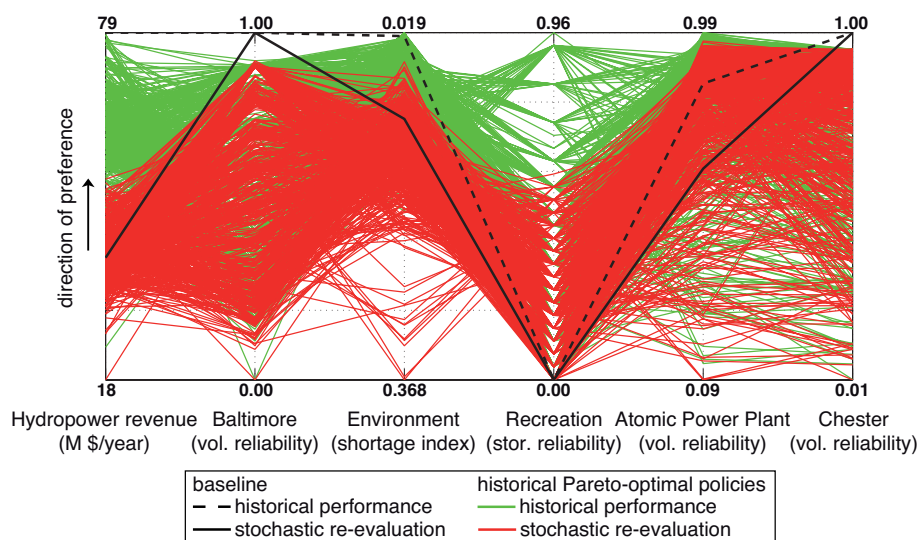 79 1.00 0.019 0.96 0.99 1.00
direction of preference
18 0.00 0.368 0.00 0.09 0.01
Hydropower revenue Baltimore Environment Recreation Atomic Power Plant Chester
(M $/year) (vol. reliability) (shortage index) (stor. reliability) (vol. reliability) (vol. reliability)
baseline historical Pareto-optimal policies
historical performance historical performance
stochastic re-evaluation stochastic re-evaluation